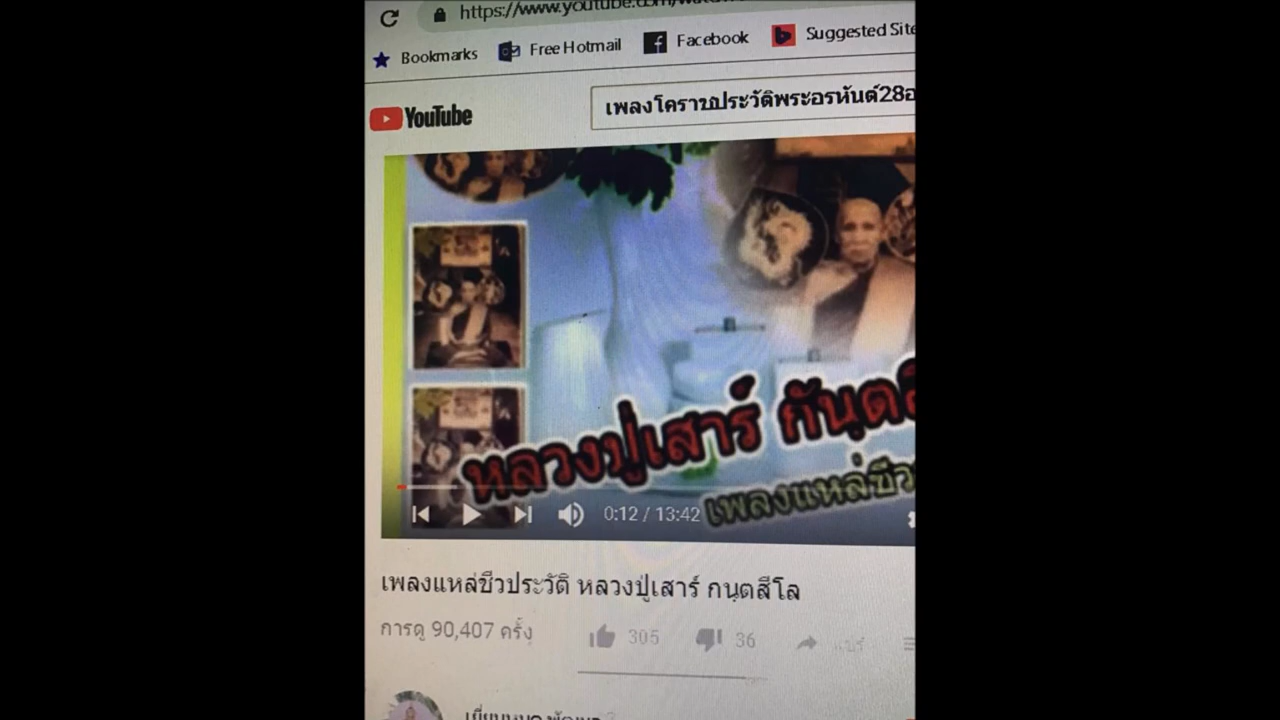 https://www.youtube.com/wat
Bookmarks Free Hotmail Facebook Suggested Site
YouTube
เพลงโคราชประวัติพระอรหันต์28อ
หลวงปู่เสาร์ กันฺตสี
เพลงแหล่ชีว
0:12 / 13:42
เพลงแหล่ชีวประวัติ หลวงปู่เสาร์ กนฺตสีโล
การดู 90,407 ครั้ง 305 36 แชร์